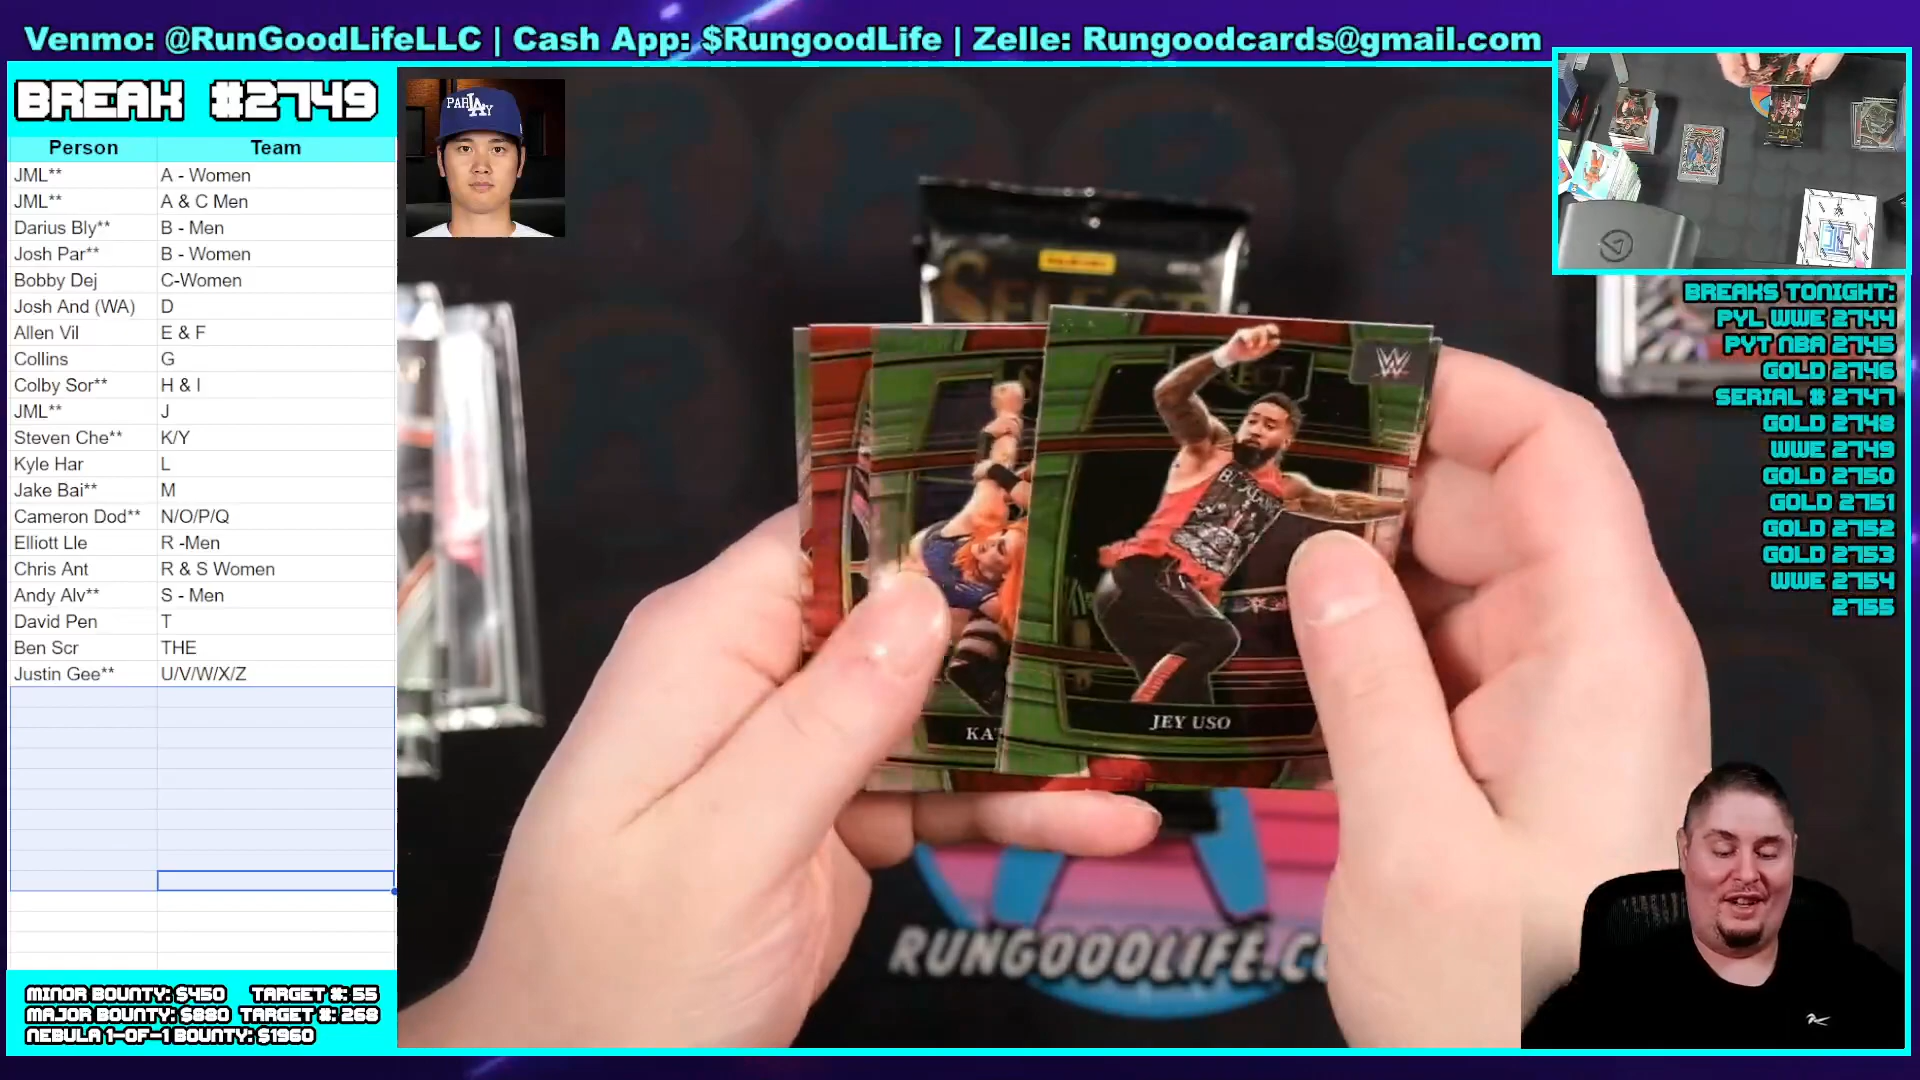 Venmo: @RunGoodLifeLLC | Cash App: $RungoodLife | Zelle: Rungoodcards@gmail.com
BREAK #2749
Person Team
JML** A - Women
JML** A & C Men
Darius Bly** B - Men
Josh Par** B - Women
Bobby Dej C-Women
Josh And (WA) D
Allen Vil E & F
Collins G
Colby Sor** H & I
JML** J
Steven Che** K/Y
Kyle Har L
Jake Bai** M
Cameron Dod** N/O/P/Q
Elliott Lle R -Men
Chris Ant R & S Women
Andy Alv** S - Men
David Pen T
Ben Scr THE
Justin Gee** U/V/W/X/Z
MINOR BOUNTY: $450 TARGET #: 55
MAJOR BOUNTY: $880 TARGET #: 268
NEBULA 1-OF-1 BOUNTY: $1960
PARLAY
PANINI
SELECT
W
KAT
JEY USO
RUNGOODLIFE.C
BREAKS TONIGHT:
PYL WWE 2744
PYT NBA 2745
GOLD 2746
SERIAL # 2747
GOLD 2748
WWE 2749
GOLD 2750
GOLD 2751
GOLD 2752
GOLD 2753
WWE 2754
2755